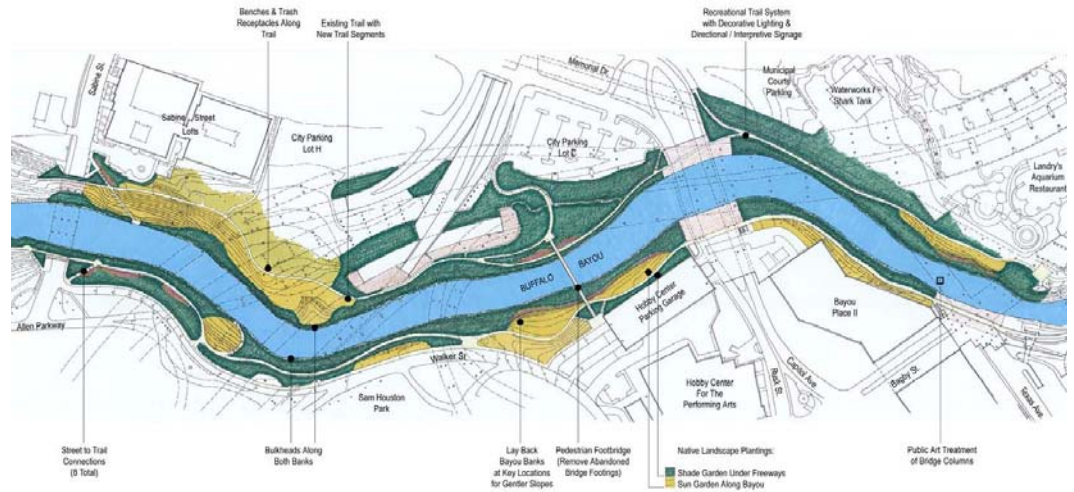 Benches & Trash
Receptacles Along
Trail
Existing Trail with
New Trail Segments
Recreational Trail System
with Decorative Lighting &
Directional / Interpretive Signage
Sabine St.
Sabine Street
Lofts
City Parking
Lot H
Memorial Dr.
City Parking
Lot C
Municipal
Courts
Parking
Waterworks /
Shark Tank
Landry's
Aquarium
Restaurant
BUFFALO BAYOU
Allen Parkway
Walker St.
Sam Houston
Park
Hobby Center
Parking Garage
Hobby Center
For The
Performing Arts
Rusk St.
Capitol Ave.
Bayou
Place II
Bagby St.
Texas Ave.
Street to Trail
Connections
(8 Total)
Bulkheads Along
Both Banks
Lay Back
Bayou Banks
at Key Locations
for Gentler Slopes
Pedestrian Footbridge
(Remove Abandoned
Bridge Footings)
Native Landscape Plantings:
Shade Garden Under Freeways
Sun Garden Along Bayou
Public Art Treatment
of Bridge Columns